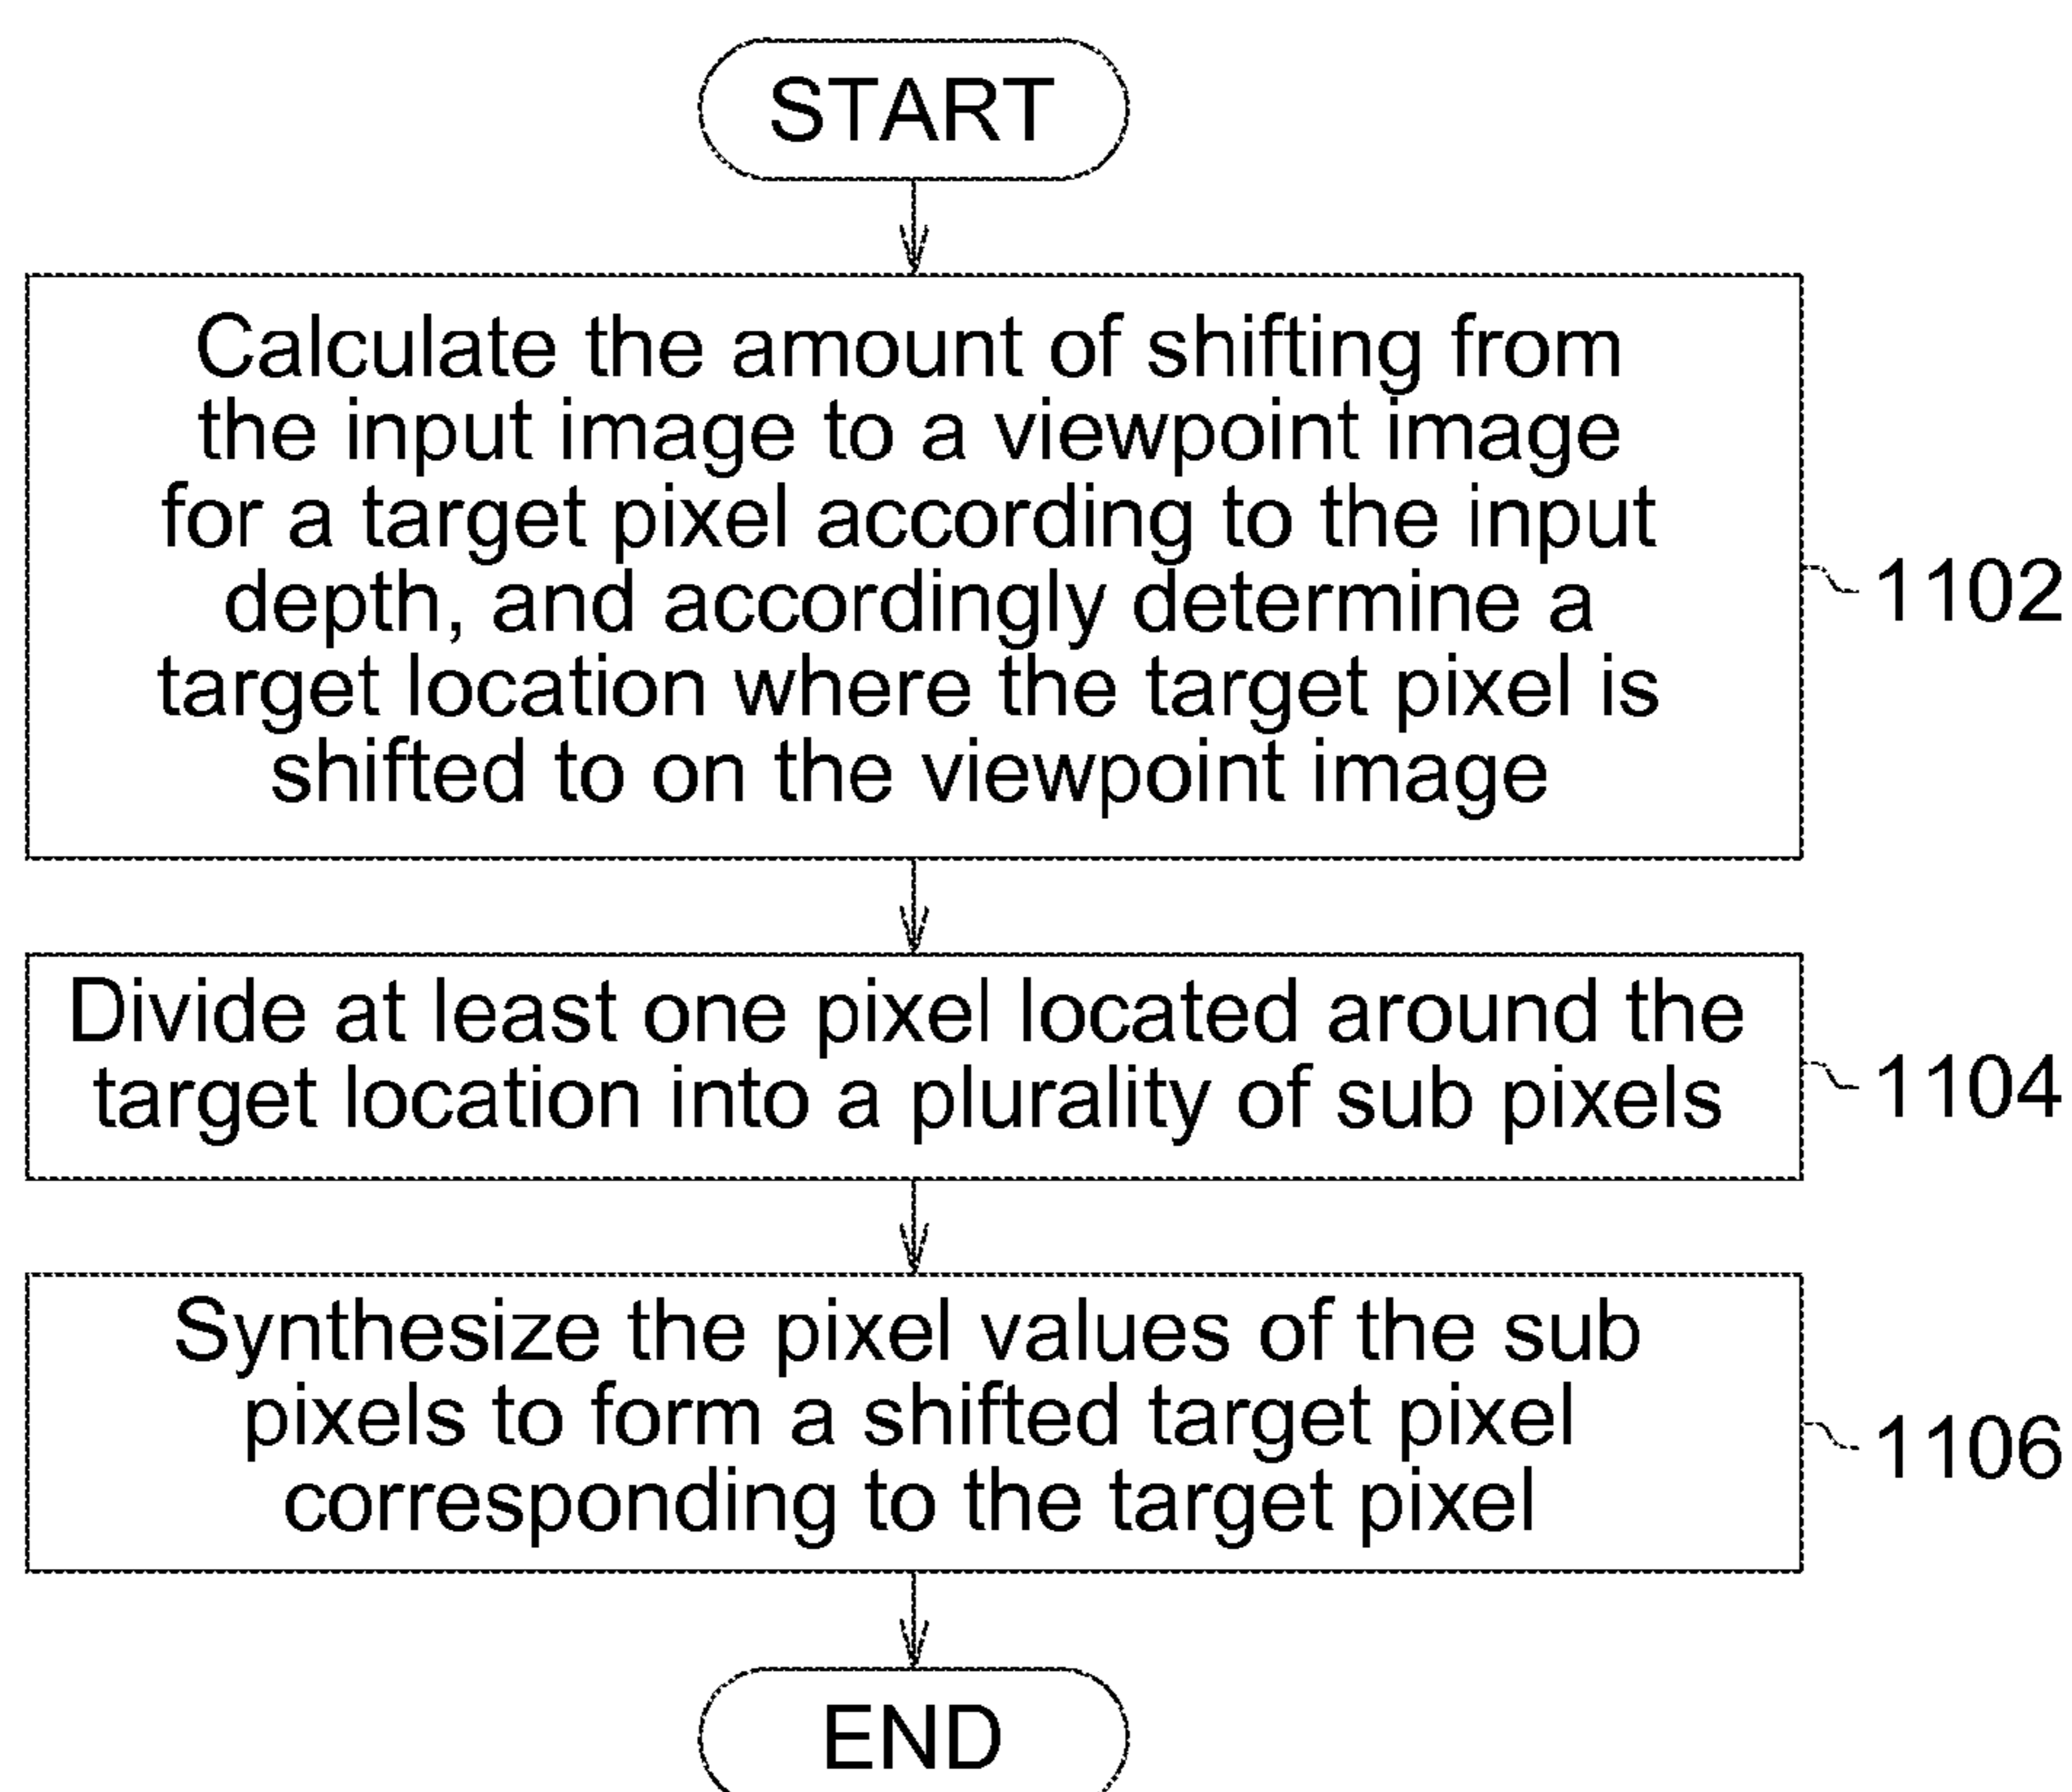 START
Calculate the amount of shifting from
the input image to a viewpoint image
for a target pixel according to the input
depth, and accordingly determine a
target location where the target pixel is
shifted to on the viewpoint image
1102
Divide at least one pixel located around the
target location into a plurality of sub pixels
1104
Synthesize the pixel values of the sub
pixels to form a shifted target pixel
corresponding to the target pixel
1106
END